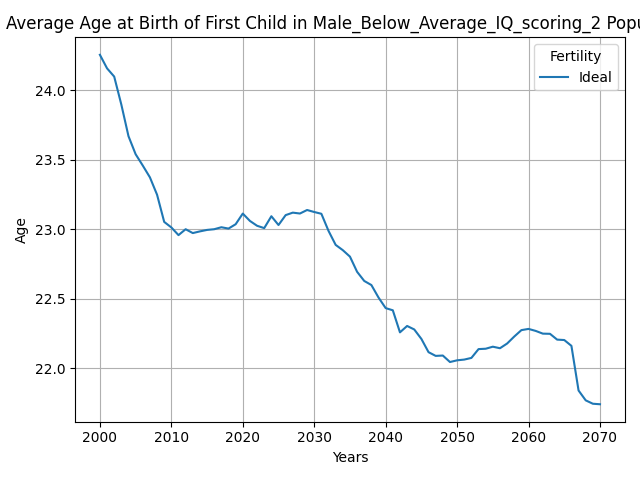 Average Age at Birth of First Child in Male_Below_Average_IQ_scoring_2 Popu
Fertility
Ideal
Age
24.0
23.5
23.0
22.5
22.0
2000 2010 2020 2030 2040 2050 2060 2070
Years